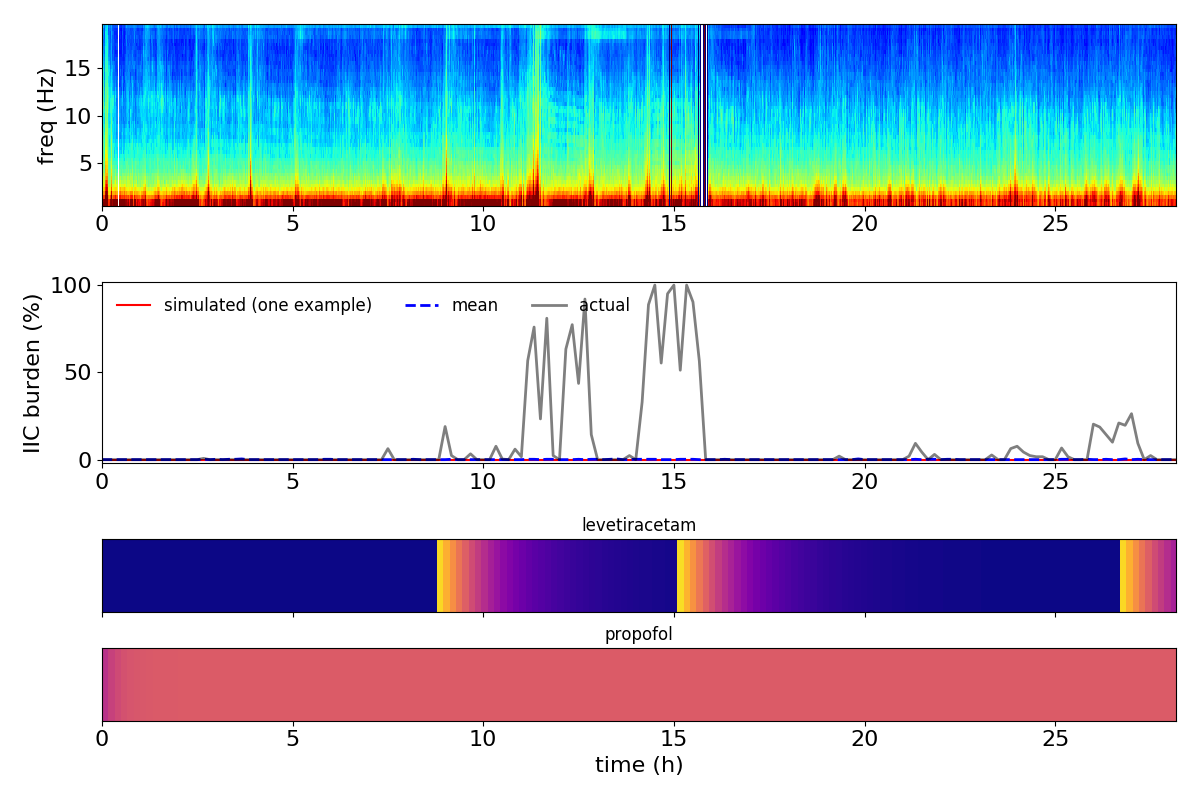 freq (Hz)
15
10
5
0 5 10 15 20 25
IIC burden (%)
100
50
0
simulated (one example) mean actual
0 5 10 15 20 25
levetiracetam
propofol
0 5 10 15 20 25
time (h)